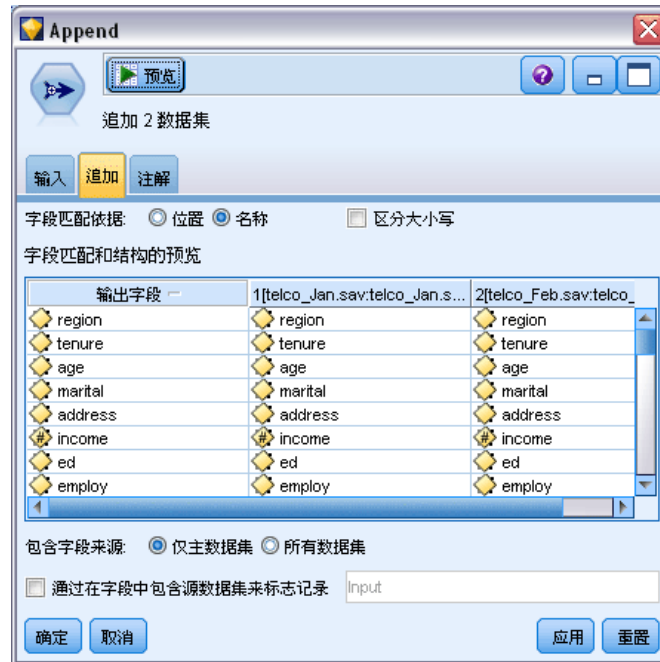 Append
预览
追加 2 数据集
输入 追加 注解
字段匹配依据: 位置 名称 区分大小写
字段匹配和结构的预览
输出字段 1[telco_Jan.sav:telco_Jan.s... 2[telco_Feb.sav:telco_
region region region
tenure tenure tenure
age age age
marital marital marital
address address address
income income income
ed ed ed
employ employ employ
包含字段来源: 仅主数据集 所有数据集
通过在字段中包含源数据集来标志记录 Input
确定 取消 应用 重置